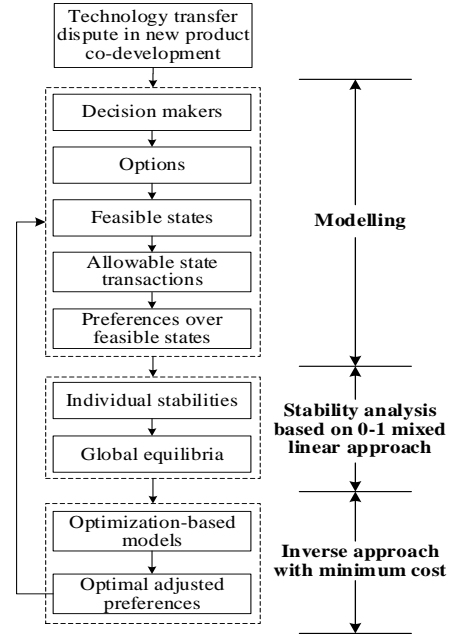 Technology transfer
dispute in new product
co-development
Decision makers
Options
Feasible states
Allowable state
transactions
Preferences over
feasible states
Modelling
Individual stabilities
Global equilibria
Stability analysis
based on 0-1 mixed
linear approach
Optimization-based
models
Optimal adjusted
preferences
Inverse approach
with minimum cost